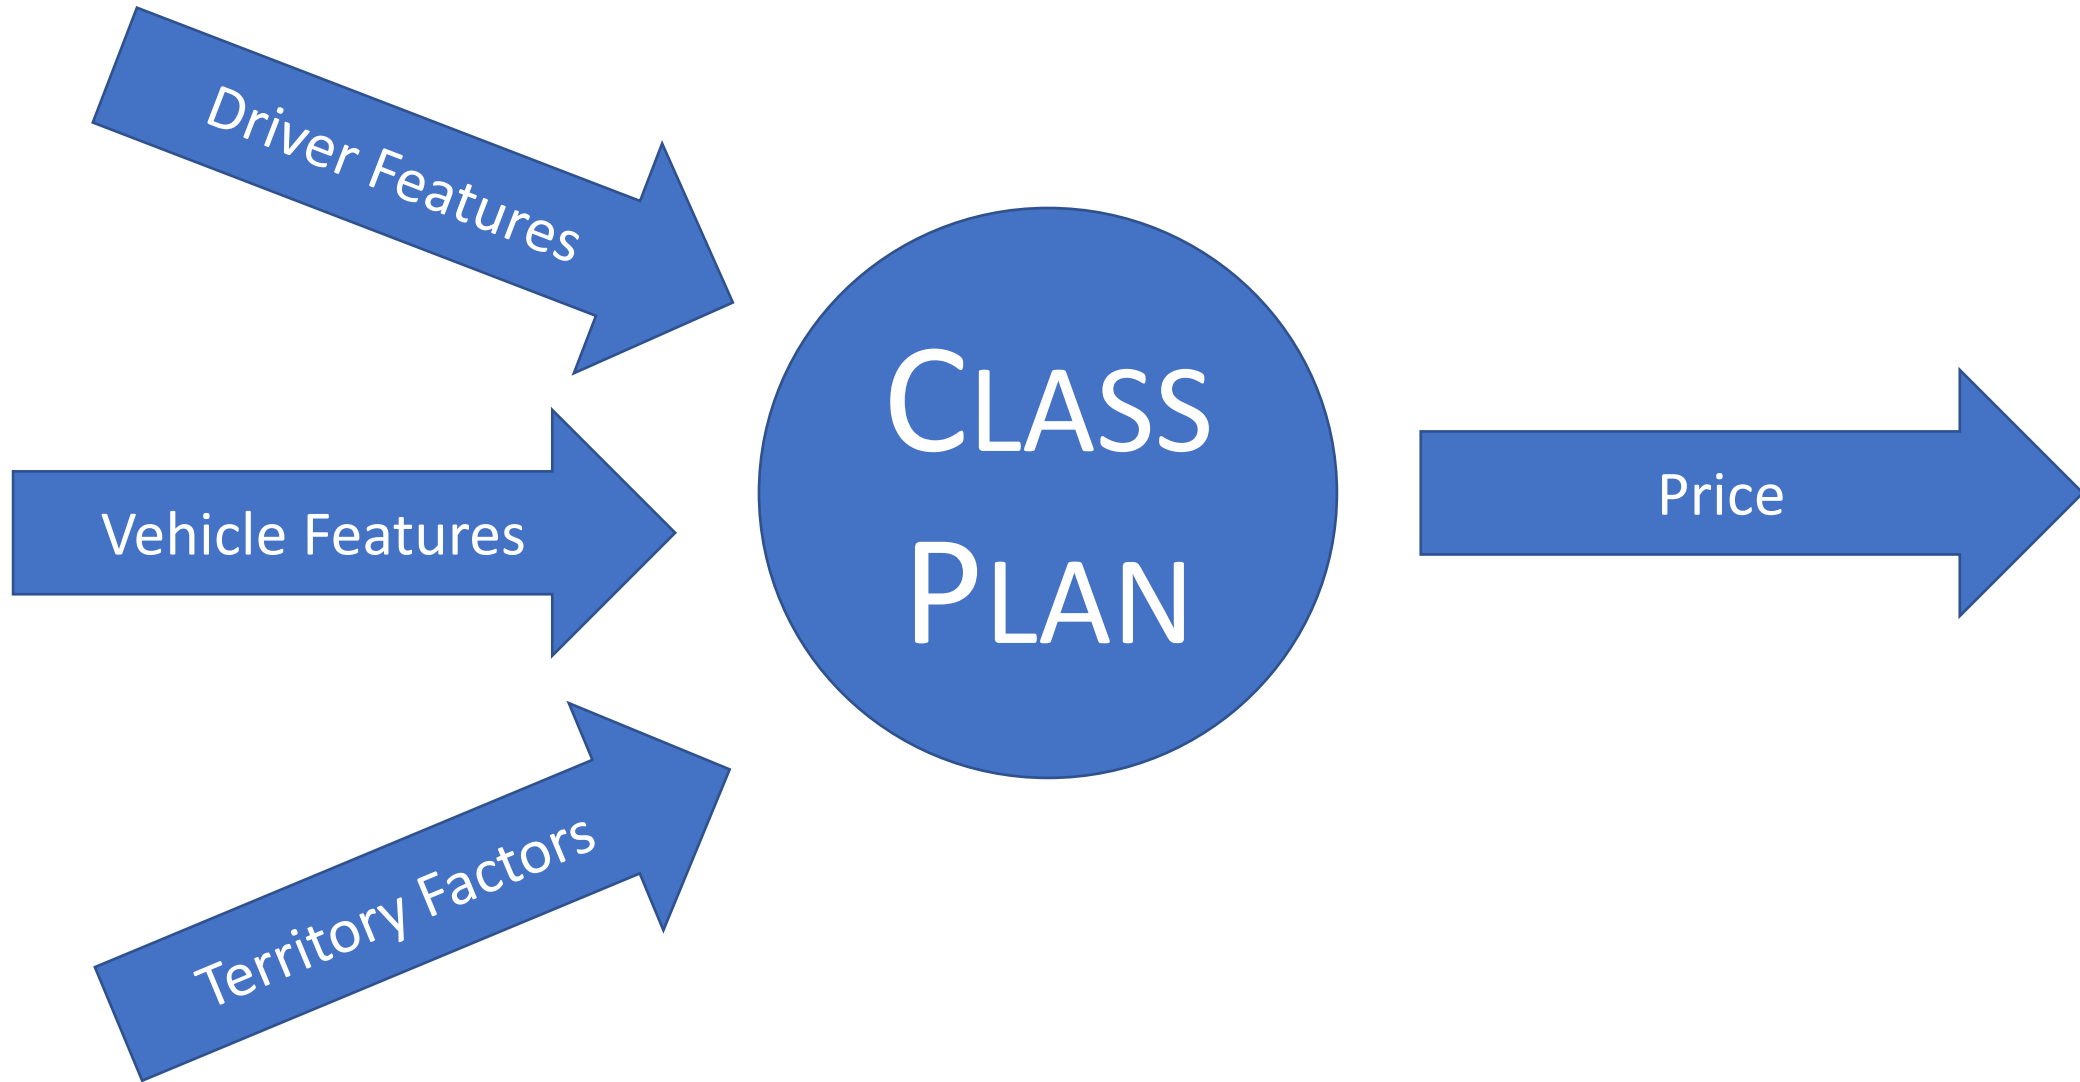 Driver Features
Vehicle Features
Territory Factors
CLASS
PLAN
Price